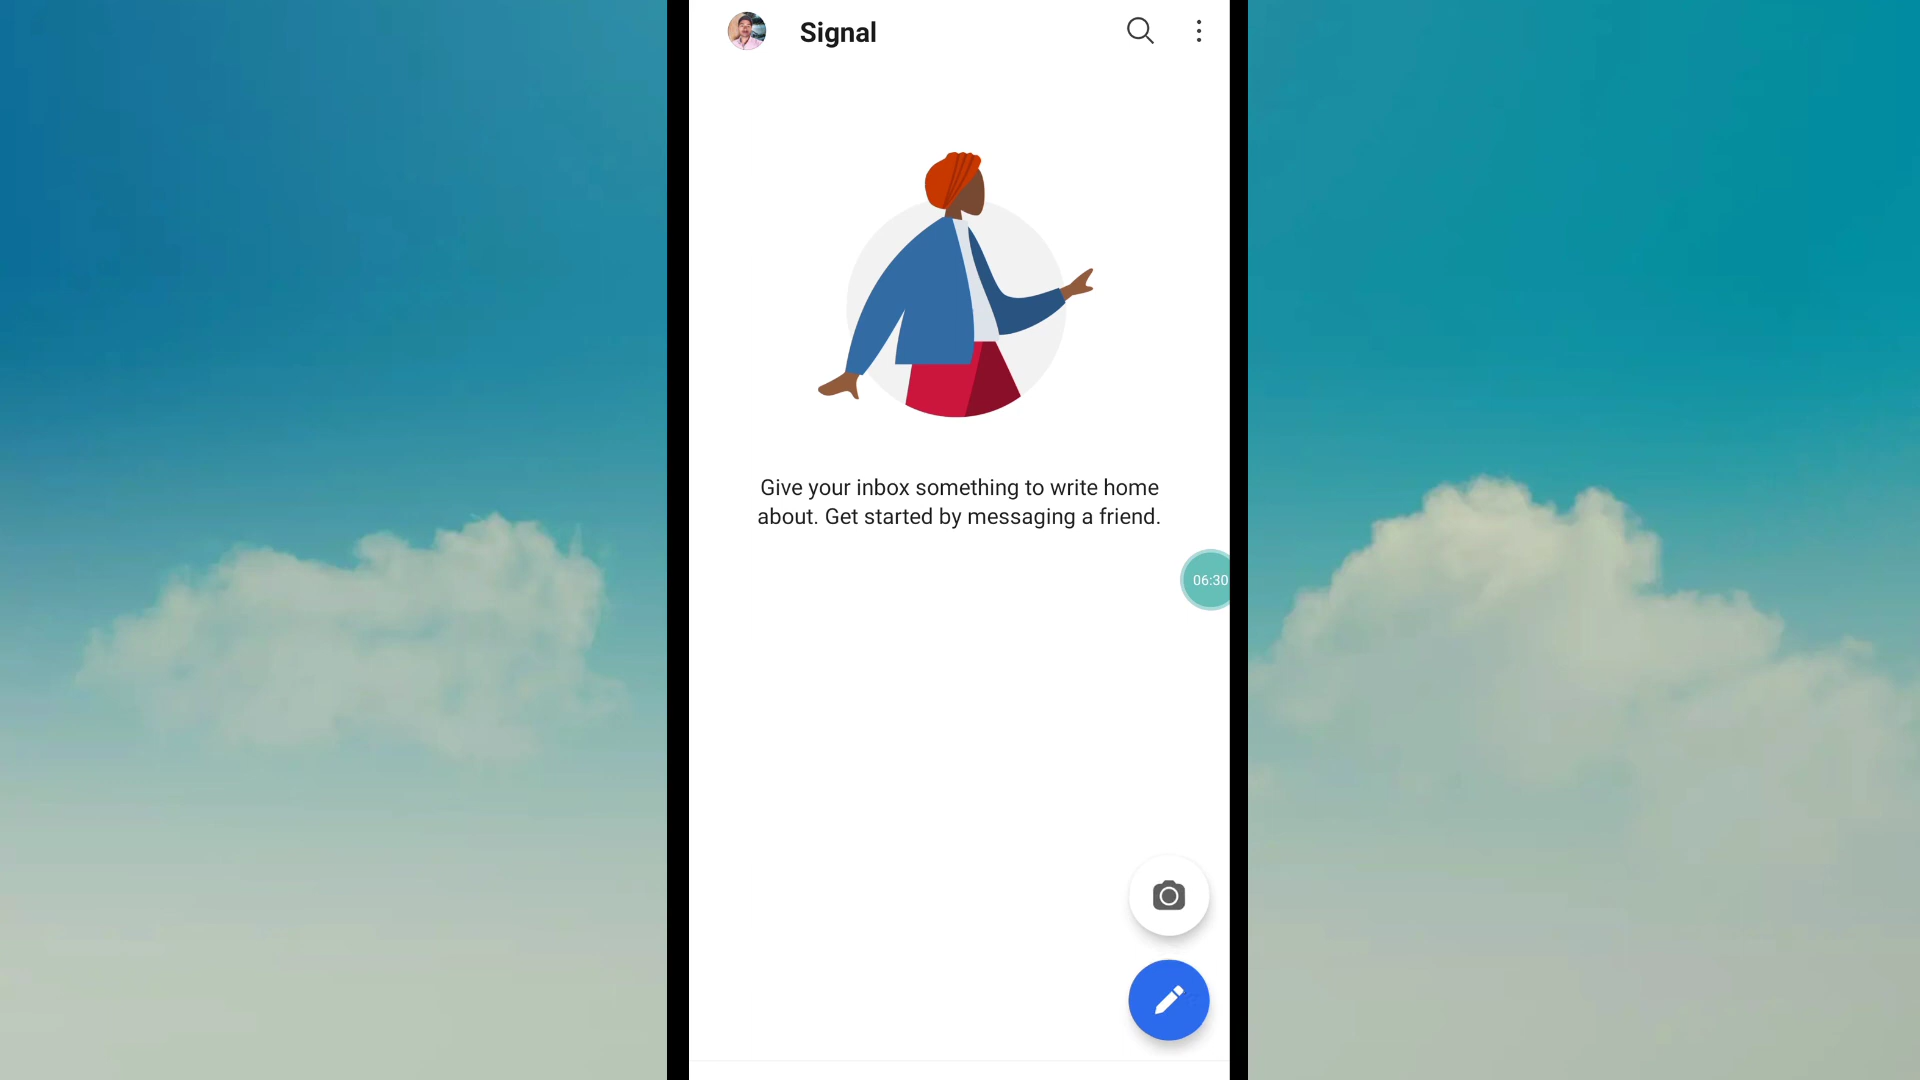 Signal
Give your inbox something to write home
about. Get started by messaging a friend.
06:30